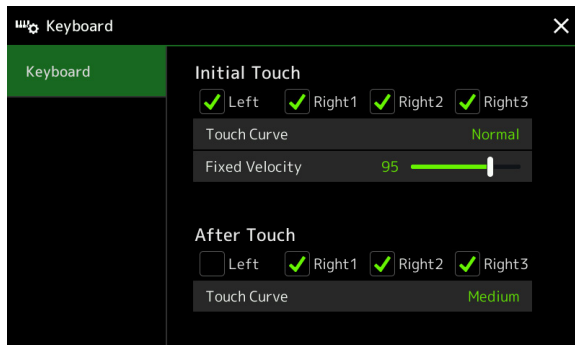 Keyboard
Keyboard
Initial Touch
Left Right1 Right2 Right3
Touch Curve Normal
Fixed Velocity 95
After Touch
Left Right1 Right2 Right3
Touch Curve Medium